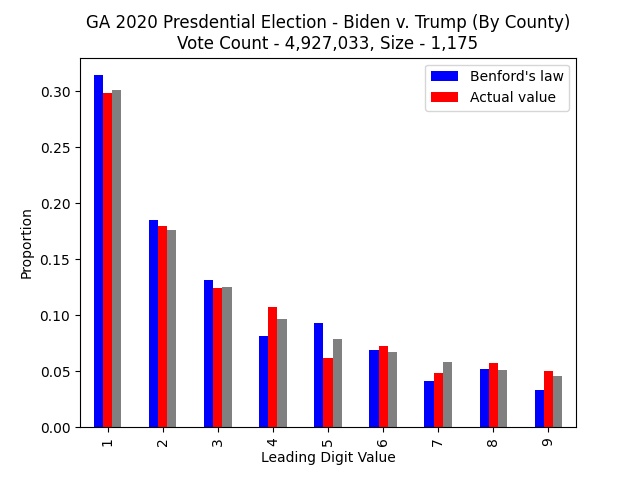 GA 2020 Presdential Election - Biden v. Trump (By County)
Vote Count - 4,927,033, Size - 1,175
Benford's law
Actual value
0.30
0.25
0.20
0.15
0.10
0.05
0.00
Proportion
1 2 3 4 5 6 7 8 9
Leading Digit Value